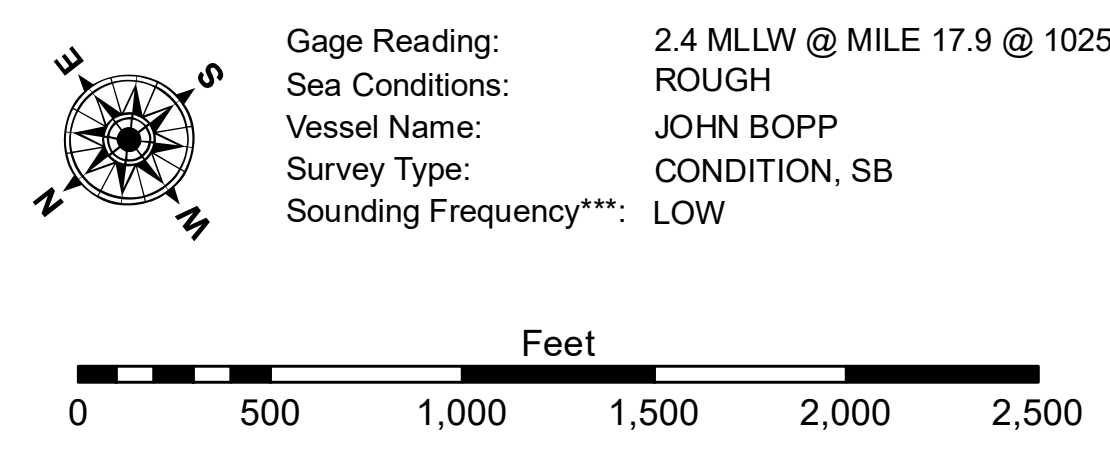 E
S
N
W
Gage Reading: 2.4 MLLW @ MILE 17.9 @ 1025
Sea Conditions: ROUGH
Vessel Name: JOHN BOPP
Survey Type: CONDITION, SB
Sounding Frequency***: LOW
Feet
0 500 1,000 1,500 2,000 2,500